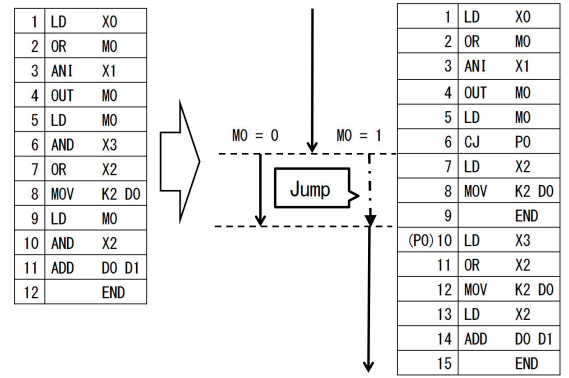 1 LD X0
2 OR M0
3 ANI X1
4 OUT M0
5 LD M0
6 AND X3
7 OR X2
8 MOV K2 D0
9 LD M0
10 AND X2
11 ADD D0 D1
12 END
M0 = 0 M0 = 1
Jump
1 LD X0
2 OR M0
3 ANI X1
4 OUT M0
5 LD M0
6 CJ P0
7 LD X2
8 MOV K2 D0
9 END
(P0) 10 LD X3
11 OR X2
12 MOV K2 D0
13 LD X2
14 ADD D0 D1
15 END